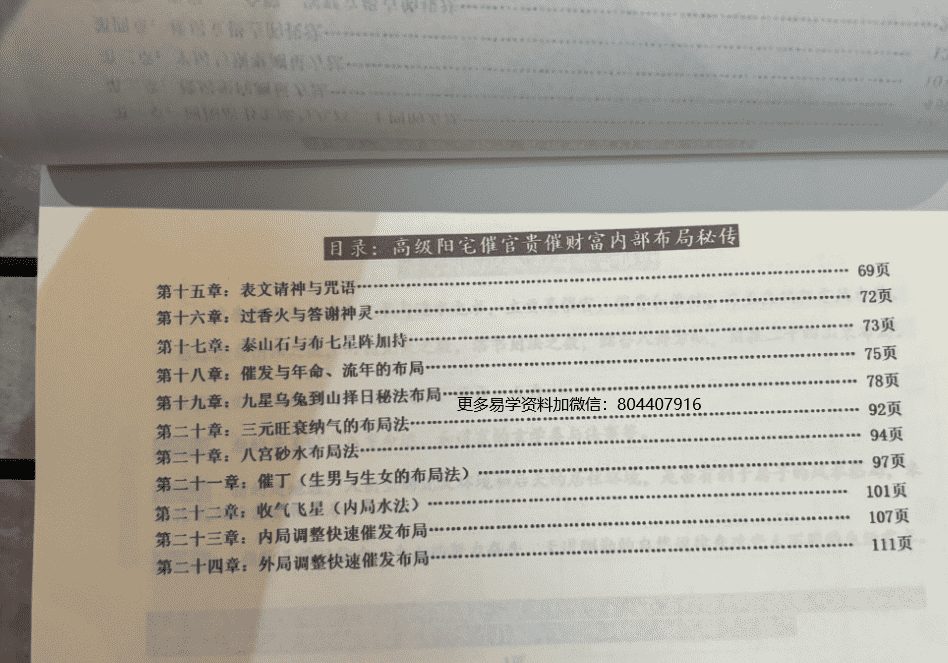 目录：高级阳宅催官贵催财富内部布局秘传
第十五章：表文请神与咒语 69页
第十六章：过香火与答谢神灵 72页
第十七章：泰山石与布七星阵加持 73页
第十八章：催发与年命、流年的布局 75页
第十九章：九星乌兔到山择日秘法布局 78页
更多易学资料加微信：804407916
第二十章：三元旺衰纳气的布局法 92页
第二十章：八宫砂水布局法 94页
第二十一章：催丁（生男与生女的布局法） 97页
第二十二章：收气飞星（内局水法） 101页
第二十三章：内局调整快速催发布局 107页
第二十四章：外局调整快速催发布局 111页